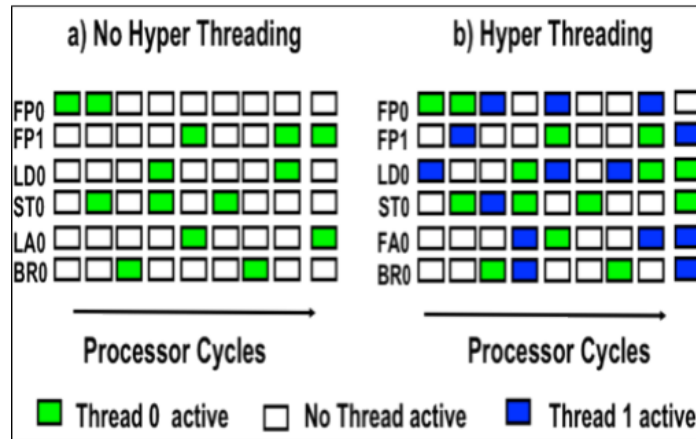 a) No Hyper Threading
FP0
FP1
LD0
ST0
LA0
BR0
Processor Cycles
b) Hyper Threading
FP0
FP1
LD0
ST0
FA0
BR0
Processor Cycles
Thread 0 active No Thread active Thread 1 active